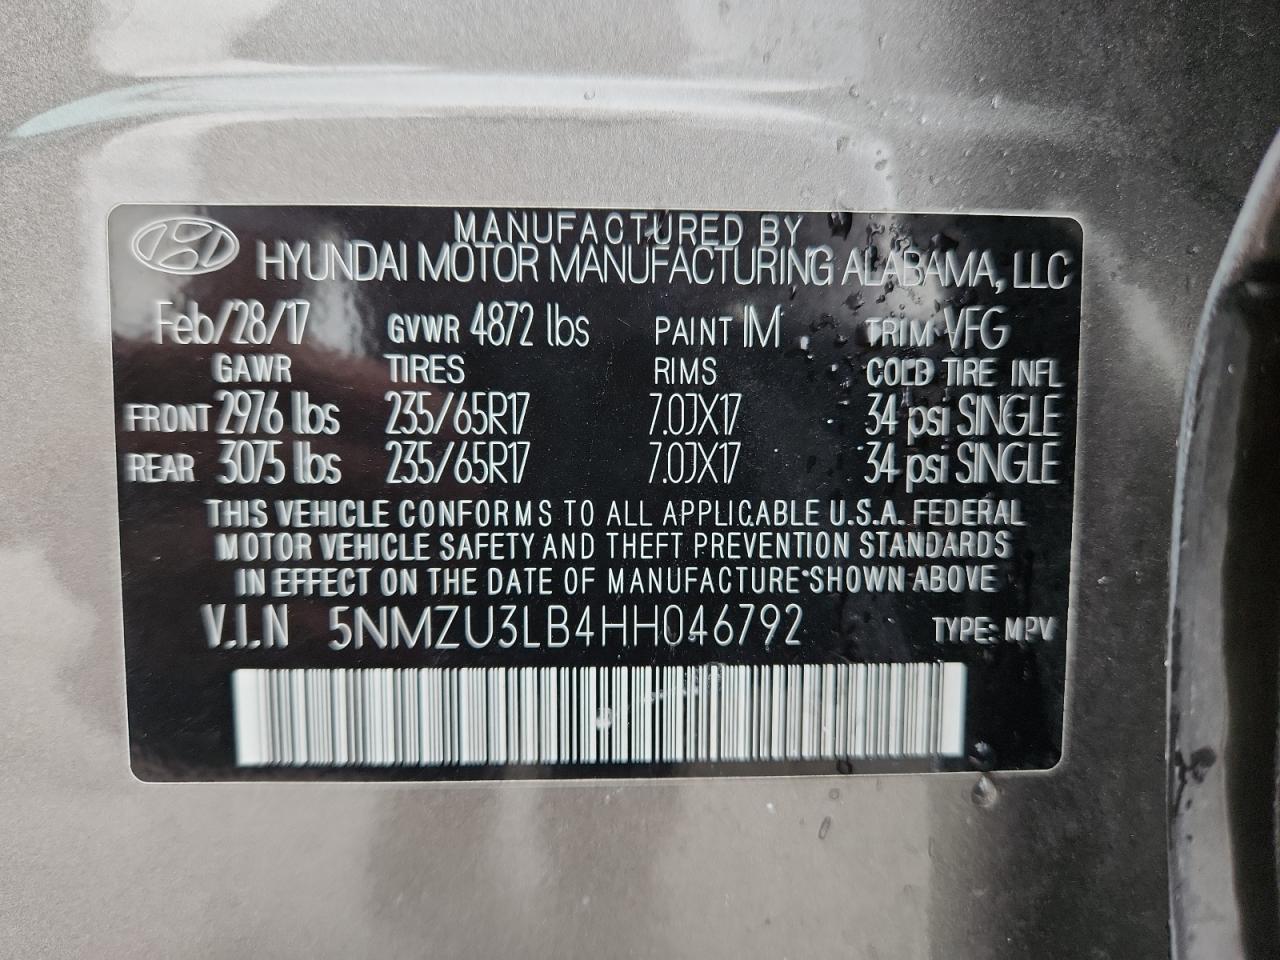 MANUFACTURED BY
HYUNDAI MOTOR MANUFACTURING ALABAMA, LLC
Feb/28/17 GVWR 4872 lbs PAINT IM TRIM VFG
GAWR TIRES RIMS COLD TIRE INFL
FRONT 2976 lbs 235/65R17 7.0JX17 34 psi SINGLE
REAR 3075 lbs 235/65R17 7.0JX17 34 psi SINGLE
THIS VEHICLE CONFORMS TO ALL APPLICABLE U.S.A. FEDERAL
MOTOR VEHICLE SAFETY AND THEFT PREVENTION STANDARDS
IN EFFECT ON THE DATE OF MANUFACTURE SHOWN ABOVE
V.I.N 5NMZU3LB4HH046792 TYPE: MPV